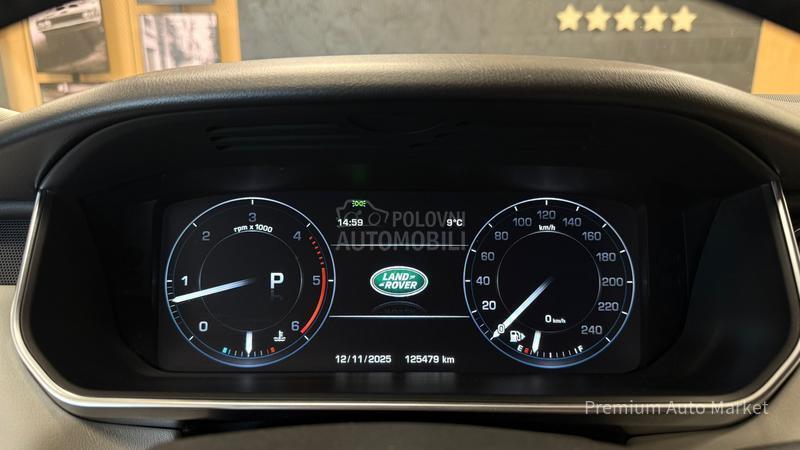 14:59
9°C
POLOVNI
AUTOMOBILI
3
rpm x 1000
2
4
1
5
0
6
P
LAND
ROVER
100 120 140
km/h
80
160
60
180
40
200
20
220
0
240
0 km/h
E
F
12/11/2025 125479 km
Premium Auto Market